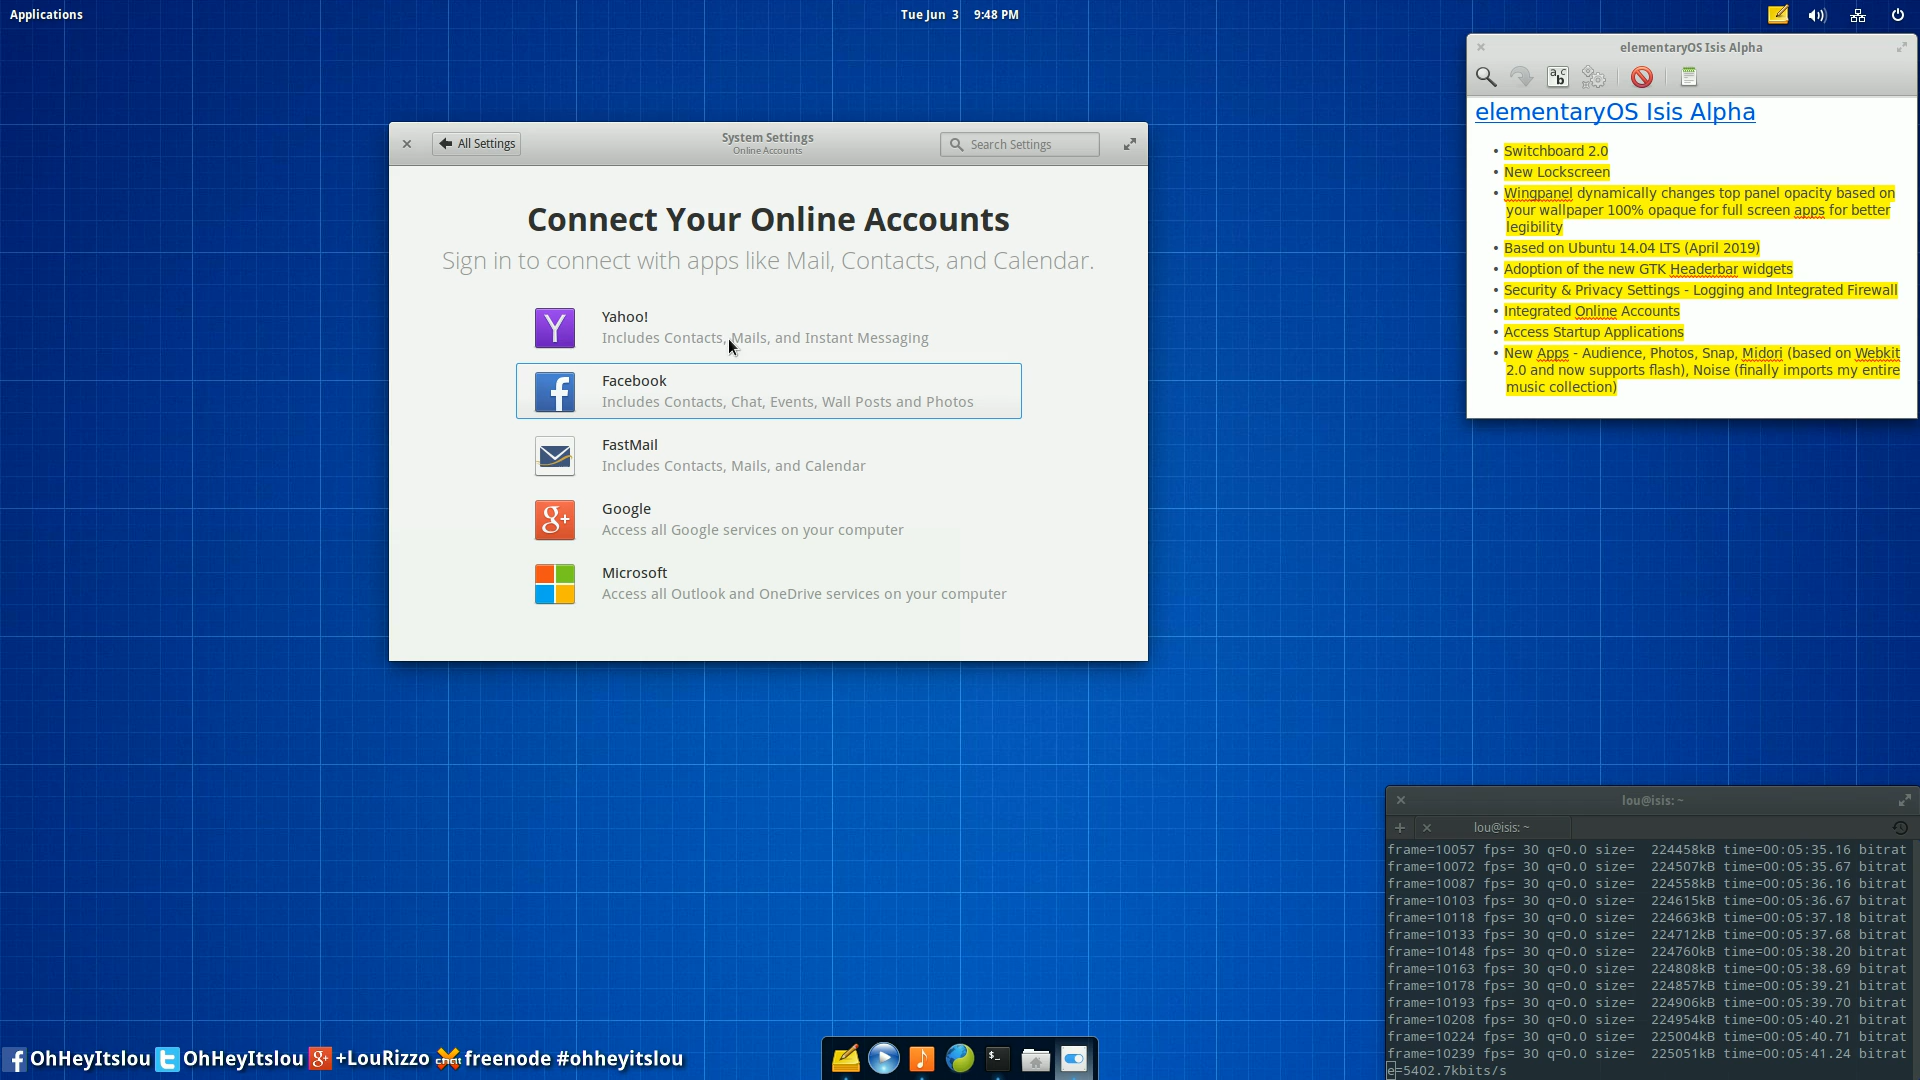 Applications
Tue Jun 3 9:48 PM
elementaryOS Isis Alpha
elementaryOS Isis Alpha
• Switchboard 2.0
• New Lockscreen
• Wingpanel dynamically changes top panel opacity based on
your wallpaper 100% opaque for full screen apps for better
legibility
• Based on Ubuntu 14.04 LTS (April 2019)
• Adoption of the new GTK Headerbar widgets
• Security & Privacy Settings - Logging and Integrated Firewall
• Integrated Online Accounts
• Access Startup Applications
• New Apps - Audience, Photos, Snap, Midori (based on Webkit
2.0 and now supports flash), Noise (finally imports my entire
music collection)
All Settings
System Settings
Online Accounts
Search Settings
Connect Your Online Accounts
Sign in to connect with apps like Mail, Contacts, and Calendar.
Yahoo!
Includes Contacts, Mails, and Instant Messaging
Facebook
Includes Contacts, Chat, Events, Wall Posts and Photos
FastMail
Includes Contacts, Mails, and Calendar
Google
Access all Google services on your computer
Microsoft
Access all Outlook and OneDrive services on your computer
lou@isis: ~
lou@isis: ~
frame=10057 fps= 30 q=0.0 size=  224458kB time=00:05:35.16 bitrat
frame=10072 fps= 30 q=0.0 size=  224507kB time=00:05:35.67 bitrat
frame=10087 fps= 30 q=0.0 size=  224558kB time=00:05:36.16 bitrat
frame=10103 fps= 30 q=0.0 size=  224615kB time=00:05:36.67 bitrat
frame=10118 fps= 30 q=0.0 size=  224663kB time=00:05:37.18 bitrat
frame=10133 fps= 30 q=0.0 size=  224712kB time=00:05:37.68 bitrat
frame=10148 fps= 30 q=0.0 size=  224760kB time=00:05:38.20 bitrat
frame=10163 fps= 30 q=0.0 size=  224808kB time=00:05:38.69 bitrat
frame=10178 fps= 30 q=0.0 size=  224857kB time=00:05:39.21 bitrat
frame=10193 fps= 30 q=0.0 size=  224906kB time=00:05:39.70 bitrat
frame=10208 fps= 30 q=0.0 size=  224954kB time=00:05:40.21 bitrat
frame=10224 fps= 30 q=0.0 size=  225004kB time=00:05:40.71 bitrat
frame=10239 fps= 30 q=0.0 size=  225051kB time=00:05:41.24 bitrat
e=5402.7kbits/s
OhHeyItslou OhHeyItslou +LouRizzo chat freenode #ohheyitslou